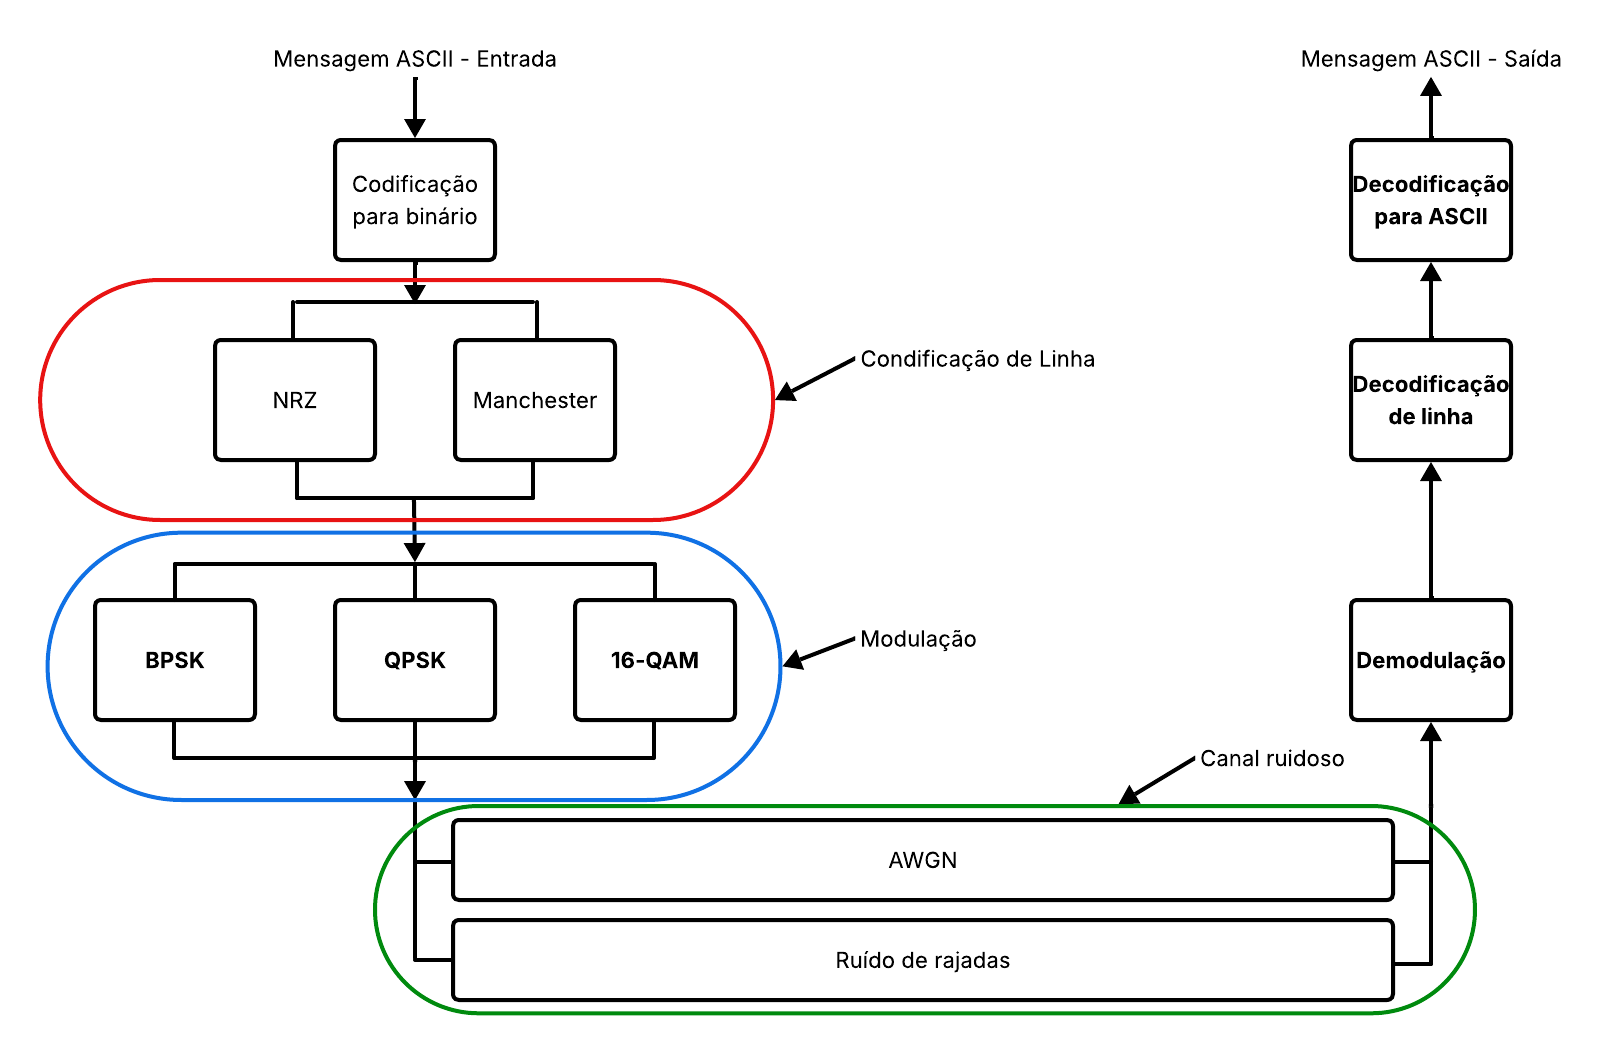 Mensagem ASCII - Entrada
Mensagem ASCII - Saída
Codificação
para binário
Decodificação
para ASCII
NRZ
Manchester
Condificação de Linha
Decodificação
de linha
BPSK
QPSK
16-QAM
Modulação
Demodulação
Canal ruidoso
AWGN
Ruído de rajadas